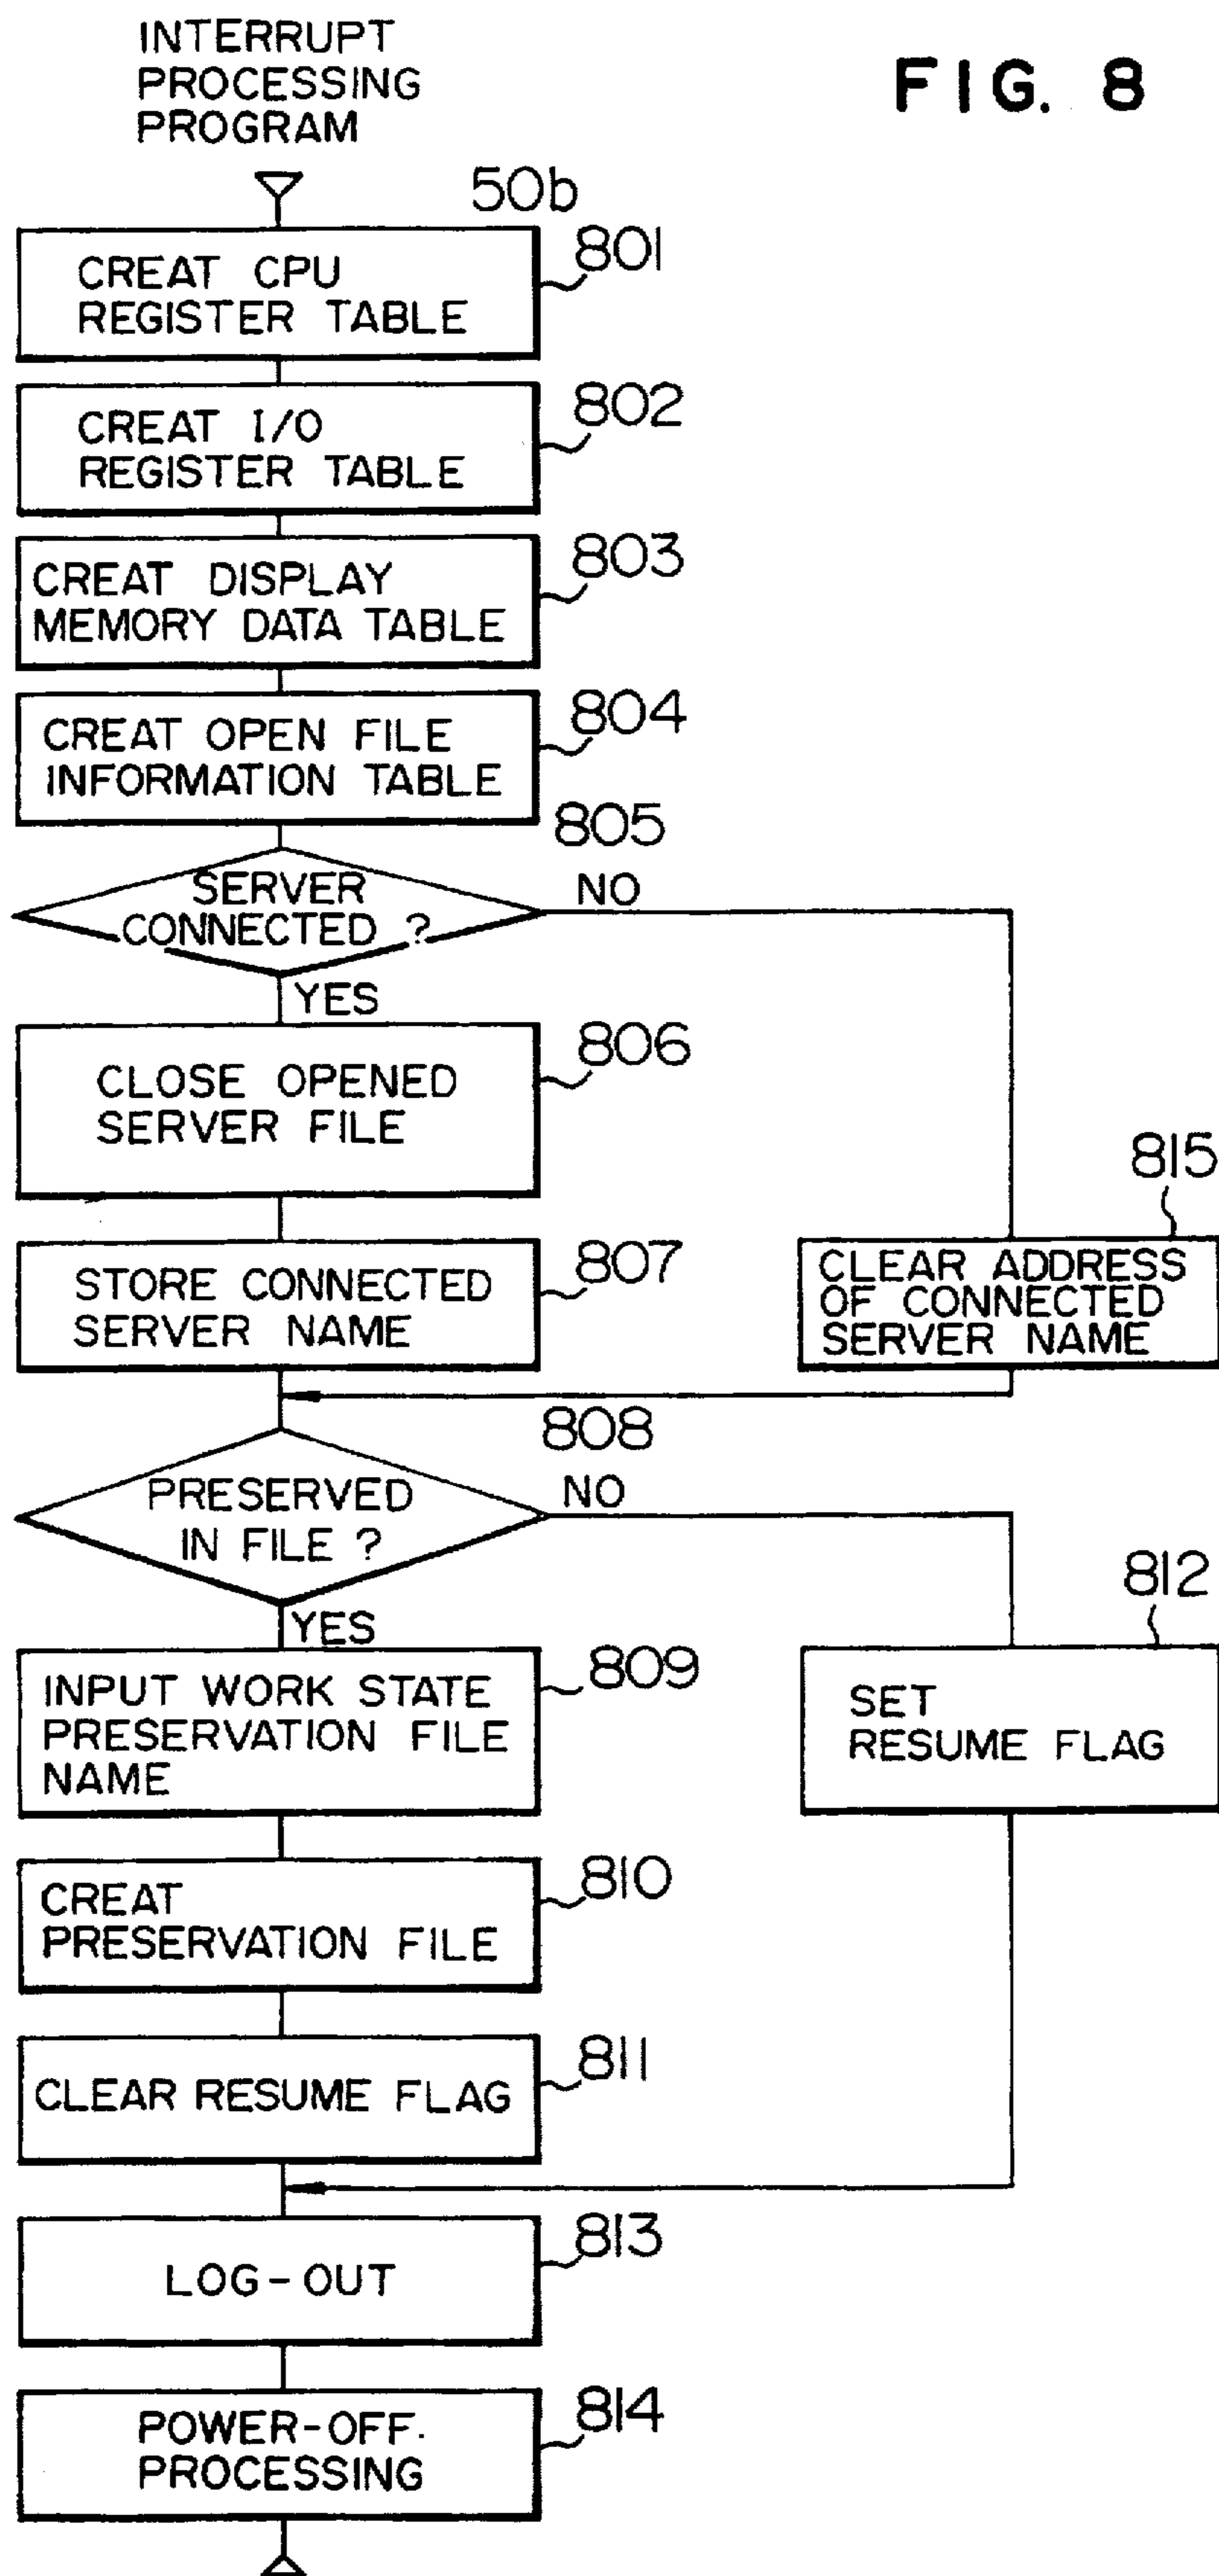 INTERRUPT
PROCESSING
PROGRAM
FIG. 8
50b
CREAT CPU
REGISTER TABLE
801
CREAT I/O
REGISTER TABLE
802
CREAT DISPLAY
MEMORY DATA TABLE
803
CREAT OPEN FILE
INFORMATION TABLE
804
805
SERVER
CONNECTED ?
NO
YES
CLOSE OPENED
SERVER FILE
806
815
STORE CONNECTED
SERVER NAME
807
CLEAR ADDRESS
OF CONNECTED
SERVER NAME
808
PRESERVED
IN FILE ?
NO
YES
812
INPUT WORK STATE
PRESERVATION FILE
NAME
809
SET
RESUME FLAG
CREAT
PRESERVATION FILE
810
CLEAR RESUME FLAG
811
LOG-OUT
813
POWER-OFF
PROCESSING
814